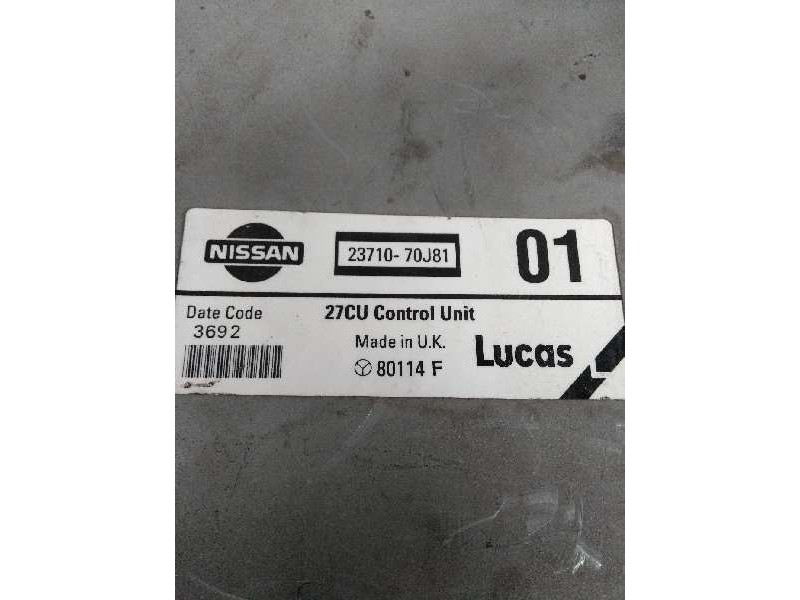 NISSAN
23710-70J81
01
Date Code
3692
27CU Control Unit
Made in U.K.
80114 F
Lucas